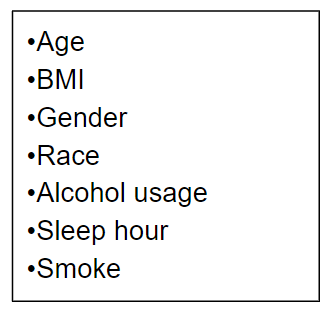 •Age
•BMI
•Gender
•Race
•Alcohol usage
•Sleep hour
•Smoke